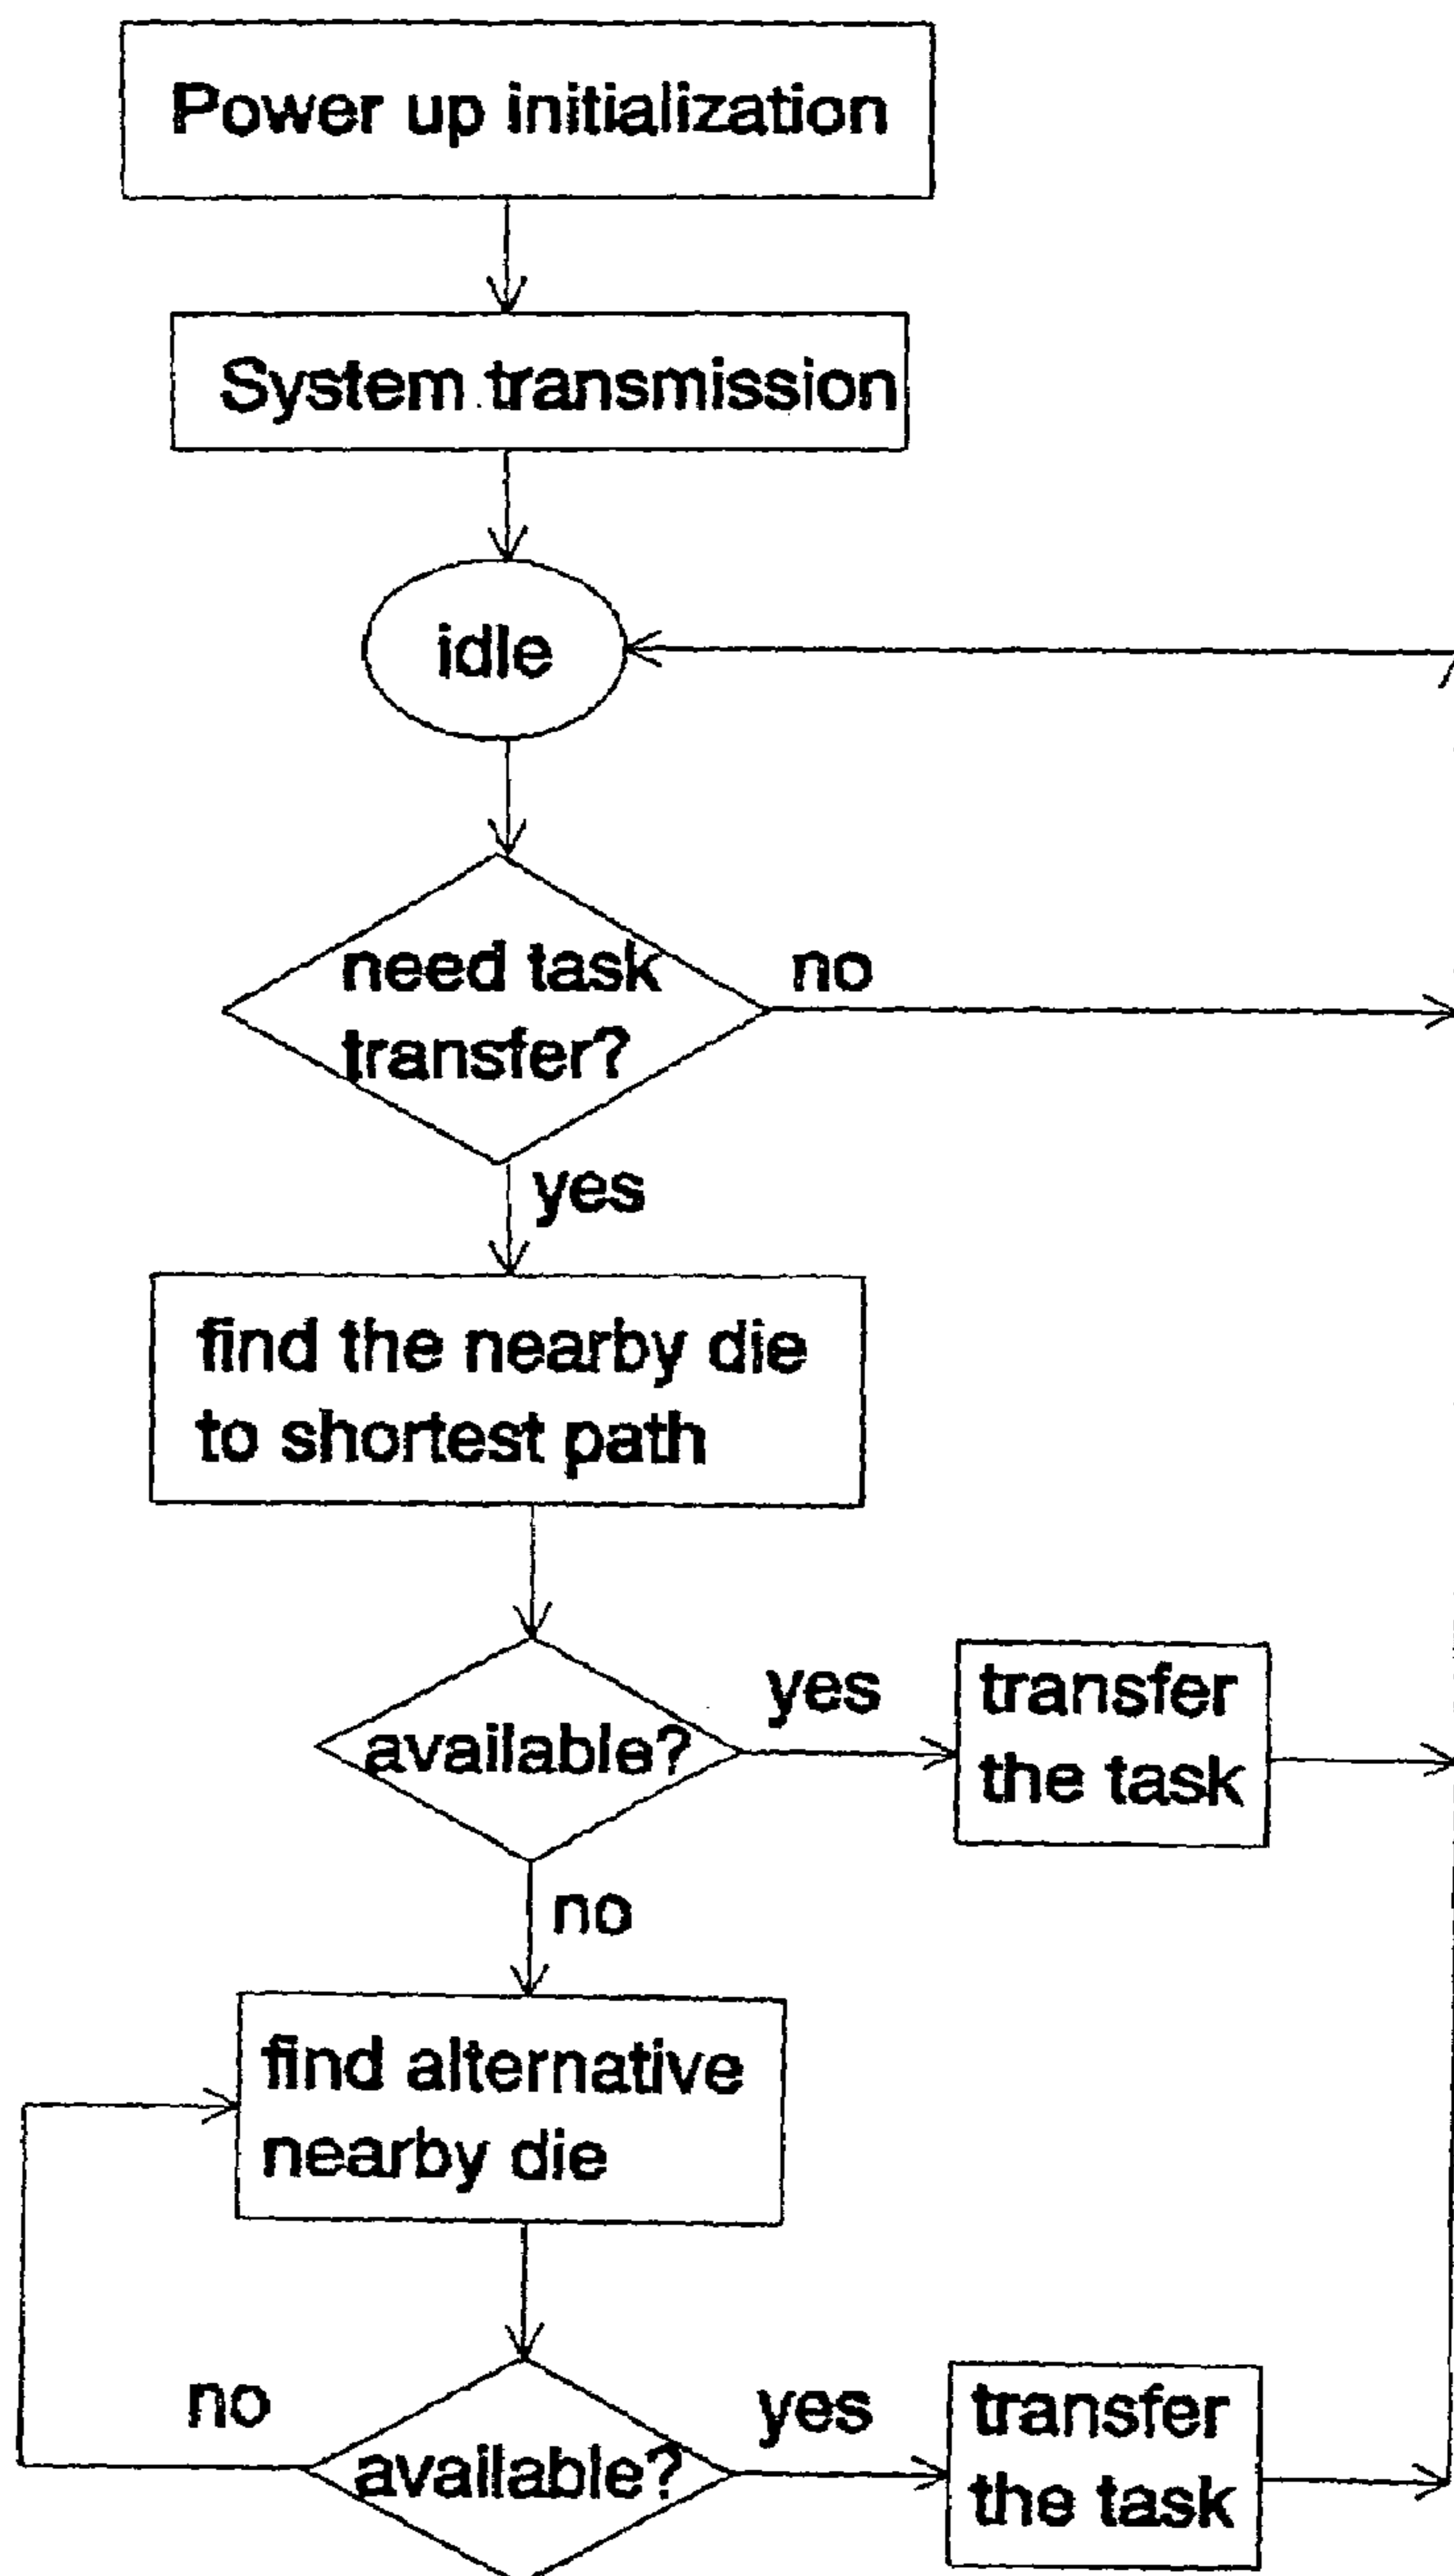 Power up initialization
System transmission
idle
need task
transfer?
no
yes
find the nearby die
to shortest path
available?
yes
transfer
the task
no
find alternative
nearby die
no
available?
yes
transfer
the task